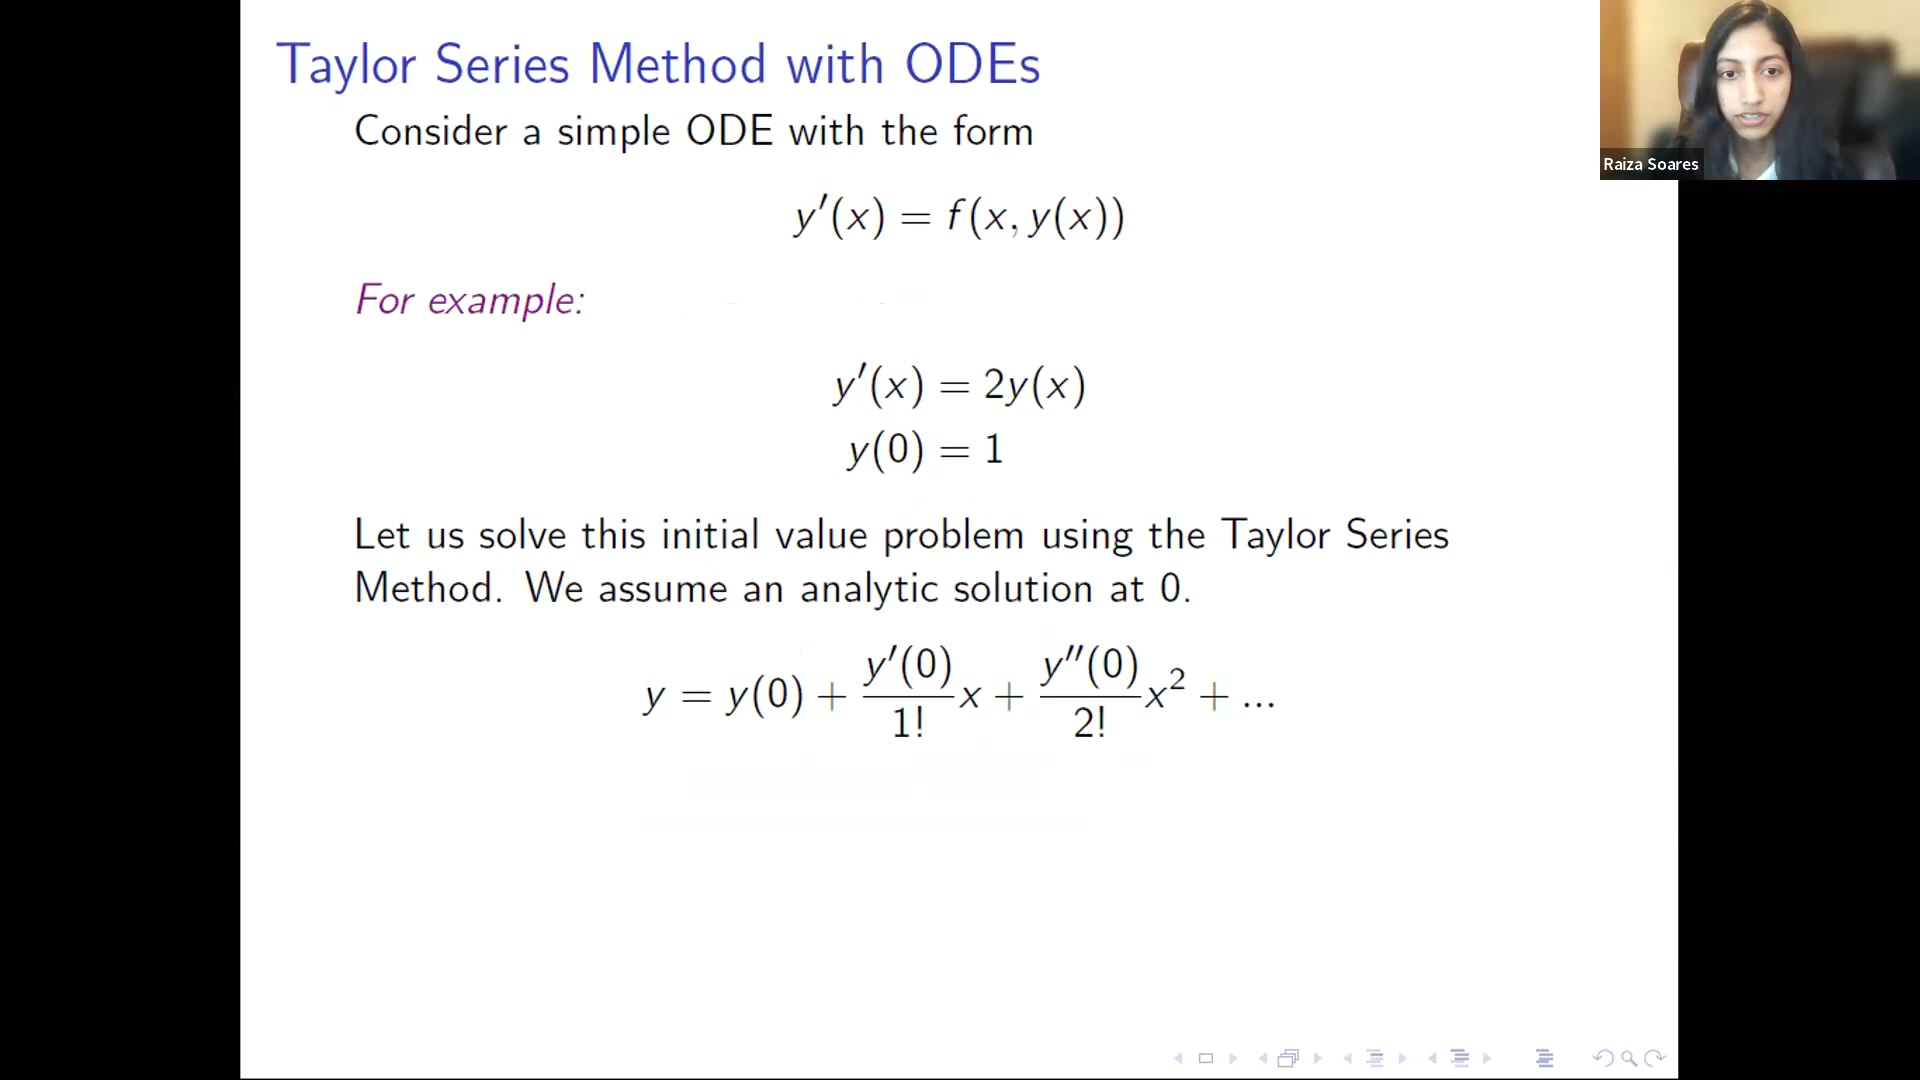 Taylor Series Method with ODEs
Consider a simple ODE with the form
y′(x) = f(x, y(x))
For example:
y′(x) = 2y(x)
y(0) = 1
Let us solve this initial value problem using the Taylor Series
Method. We assume an analytic solution at 0.
y = y(0) + y′(0)/1! x + y″(0)/2! x² + ...
Raiza Soares